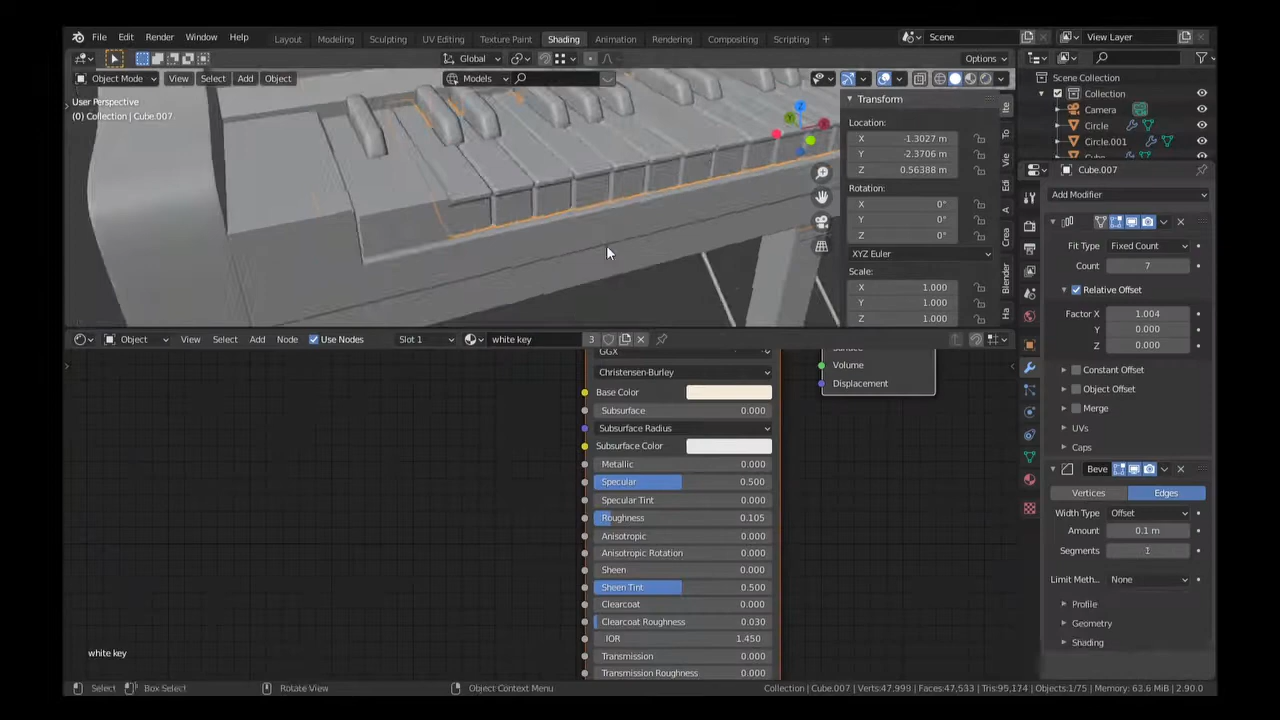 File Edit Render Window Help Layout Modeling Sculpting UV Editing Texture Paint Shading Animation Rendering Compositing Scripting + Scene View Layer
Global Options
Object Mode View Select Add Object Models
User Perspective
(0) Collection | Cube.007
Transform
Location:
X -1.3027 m
Y -2.3706 m
Z 0.56388 m
Rotation:
X 0°
Y 0°
Z 0°
XYZ Euler
Scale:
X 1.000
Y 1.000
Z 1.000
Ite
To
Vie
Edi
A
Crea
Blender
Ha
Scene Collection
Collection
Camera
Circle
Circle.001
Cube.007
Add Modifier
Fit Type Fixed Count
Count 7
Relative Offset
Factor X 1.004
Y 0.000
Z 0.000
Constant Offset
Object Offset
Merge
UVs
Caps
Beve
Vertices Edges
Width Type Offset
Amount 0.1 m
Segments 1
Limit Meth.. None
Profile
Geometry
Shading
Object View Select Add Node Use Nodes Slot 1 white key 3
GGX
Christensen-Burley
Base Color
Subsurface 0.000
Subsurface Radius
Subsurface Color
Metallic 0.000
Specular 0.500
Specular Tint 0.000
Roughness 0.105
Anisotropic 0.000
Anisotropic Rotation 0.000
Sheen 0.000
Sheen Tint 0.500
Clearcoat 0.000
Clearcoat Roughness 0.030
IOR 1.450
Transmission 0.000
Transmission Roughness 0.000
Volume
Displacement
white key
Select Box Select Rotate View Object Context Menu Collection | Cube.007 | Verts:47,999 | Faces:47,533 | Tris:95,174 | Objects:1/75 | Memory: 63.6 MiB | 2.90.0